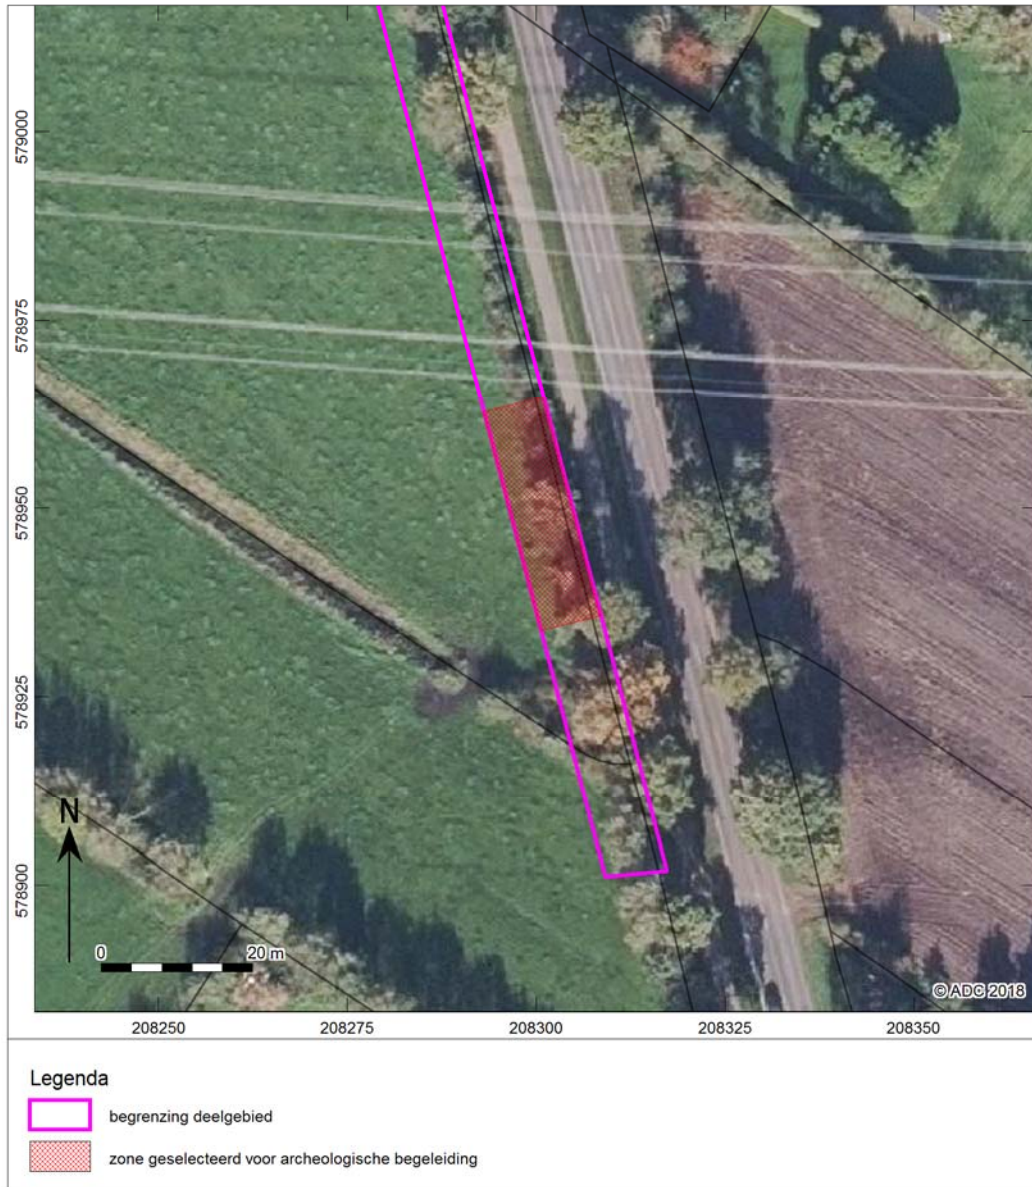 579000
578975
578950
578925
578900
N
0 20 m
© ADC 2018
208250 208275 208300 208325 208350
Legenda
begrenzing deelgebied
zone geselecteerd voor archeologische begeleiding